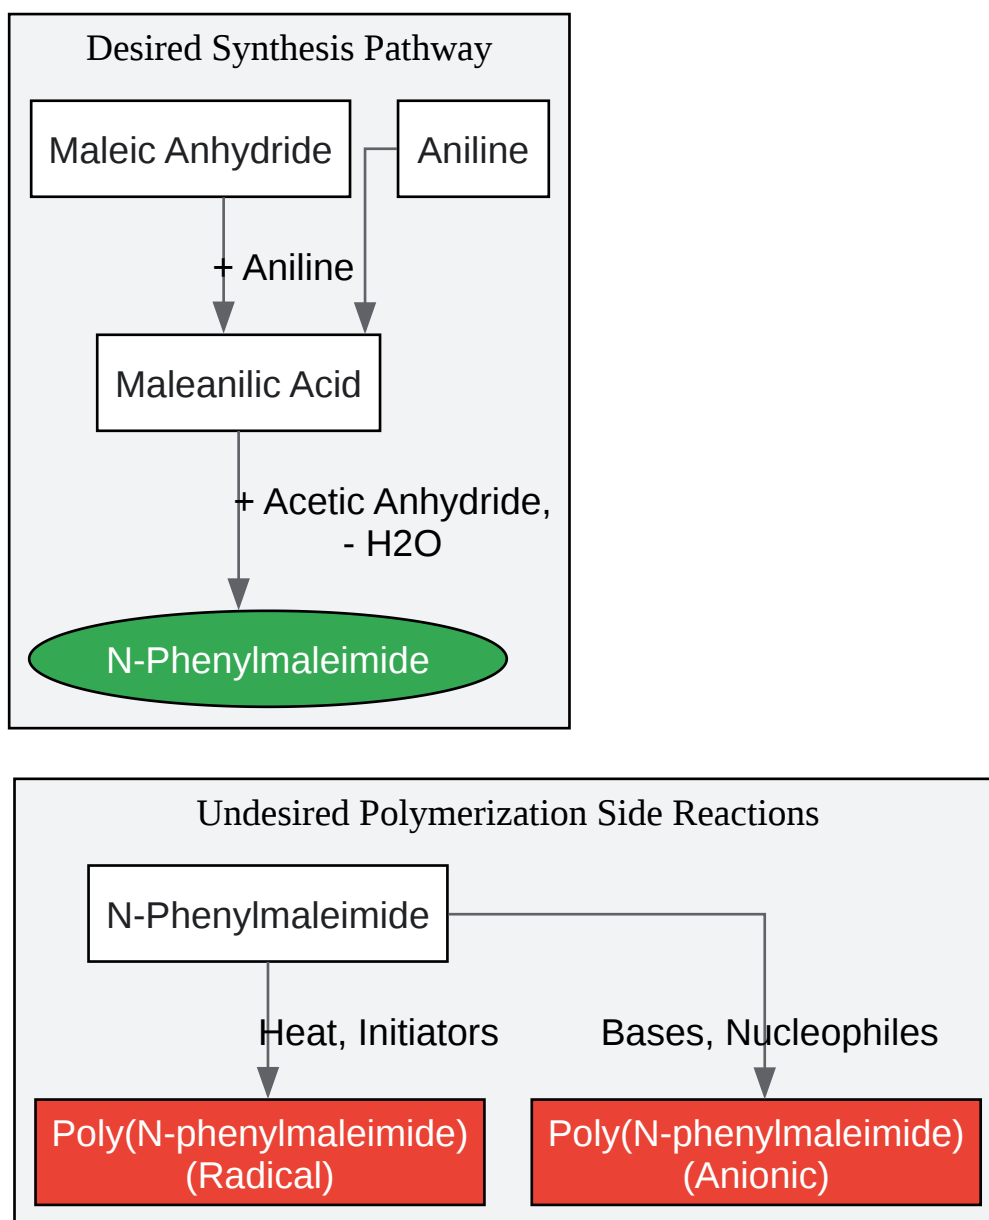 Desired Synthesis Pathway
Maleic Anhydride
Aniline
+ Aniline
Maleanilic Acid
+ Acetic Anhydride,
- H2O
N-Phenylmaleimide
Undesired Polymerization Side Reactions
N-Phenylmaleimide
Heat, Initiators
Bases, Nucleophiles
Poly(N-phenylmaleimide)
(Radical)
Poly(N-phenylmaleimide)
(Anionic)